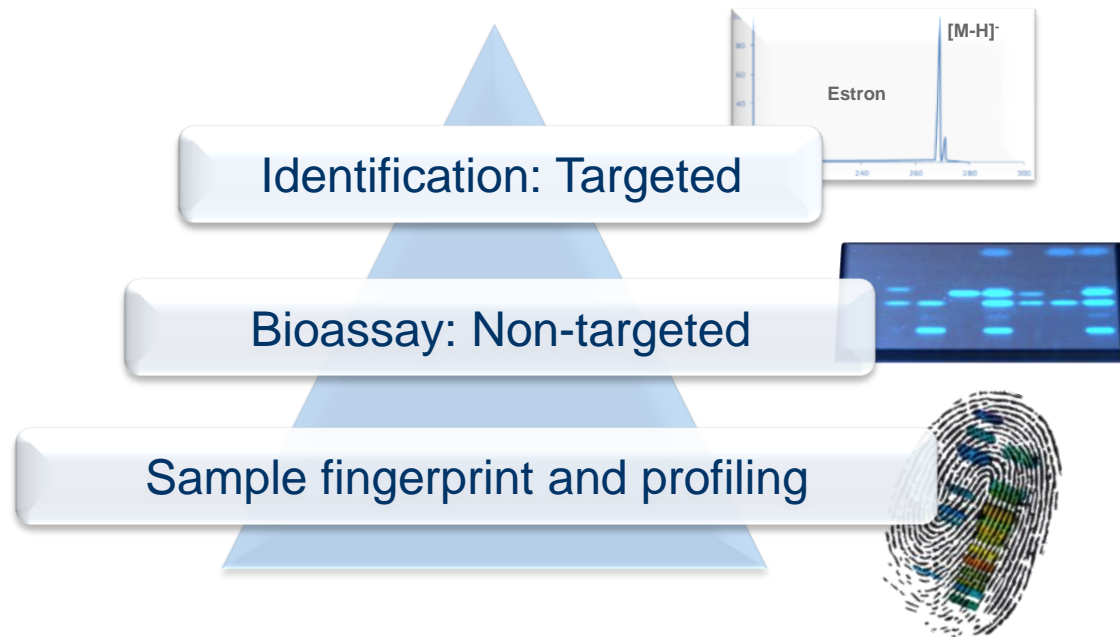 [M-H]-
80
60
Estron
40
Identification: Targeted
240 260 280 300
Bioassay: Non-targeted
Sample fingerprint and profiling